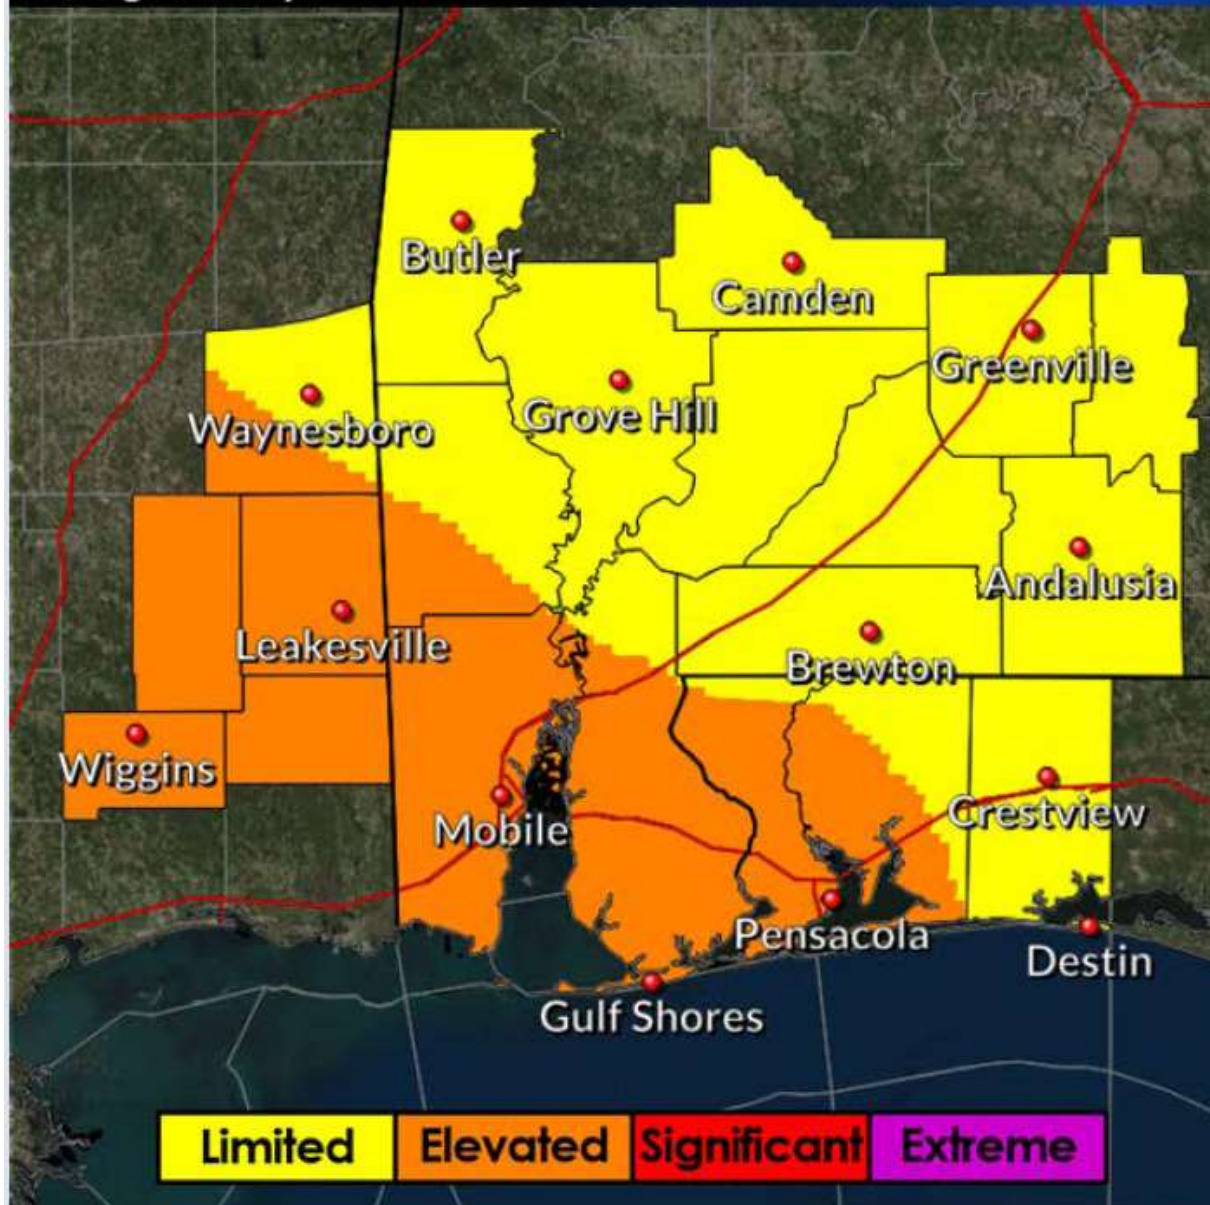 Butler
Camden
Greenville
Waynesboro
Grove Hill
Andalusia
Leakesville
Brewton
Wiggins
Crestview
Mobile
Pensacola
Destin
Gulf Shores
Limited Elevated Significant Extreme